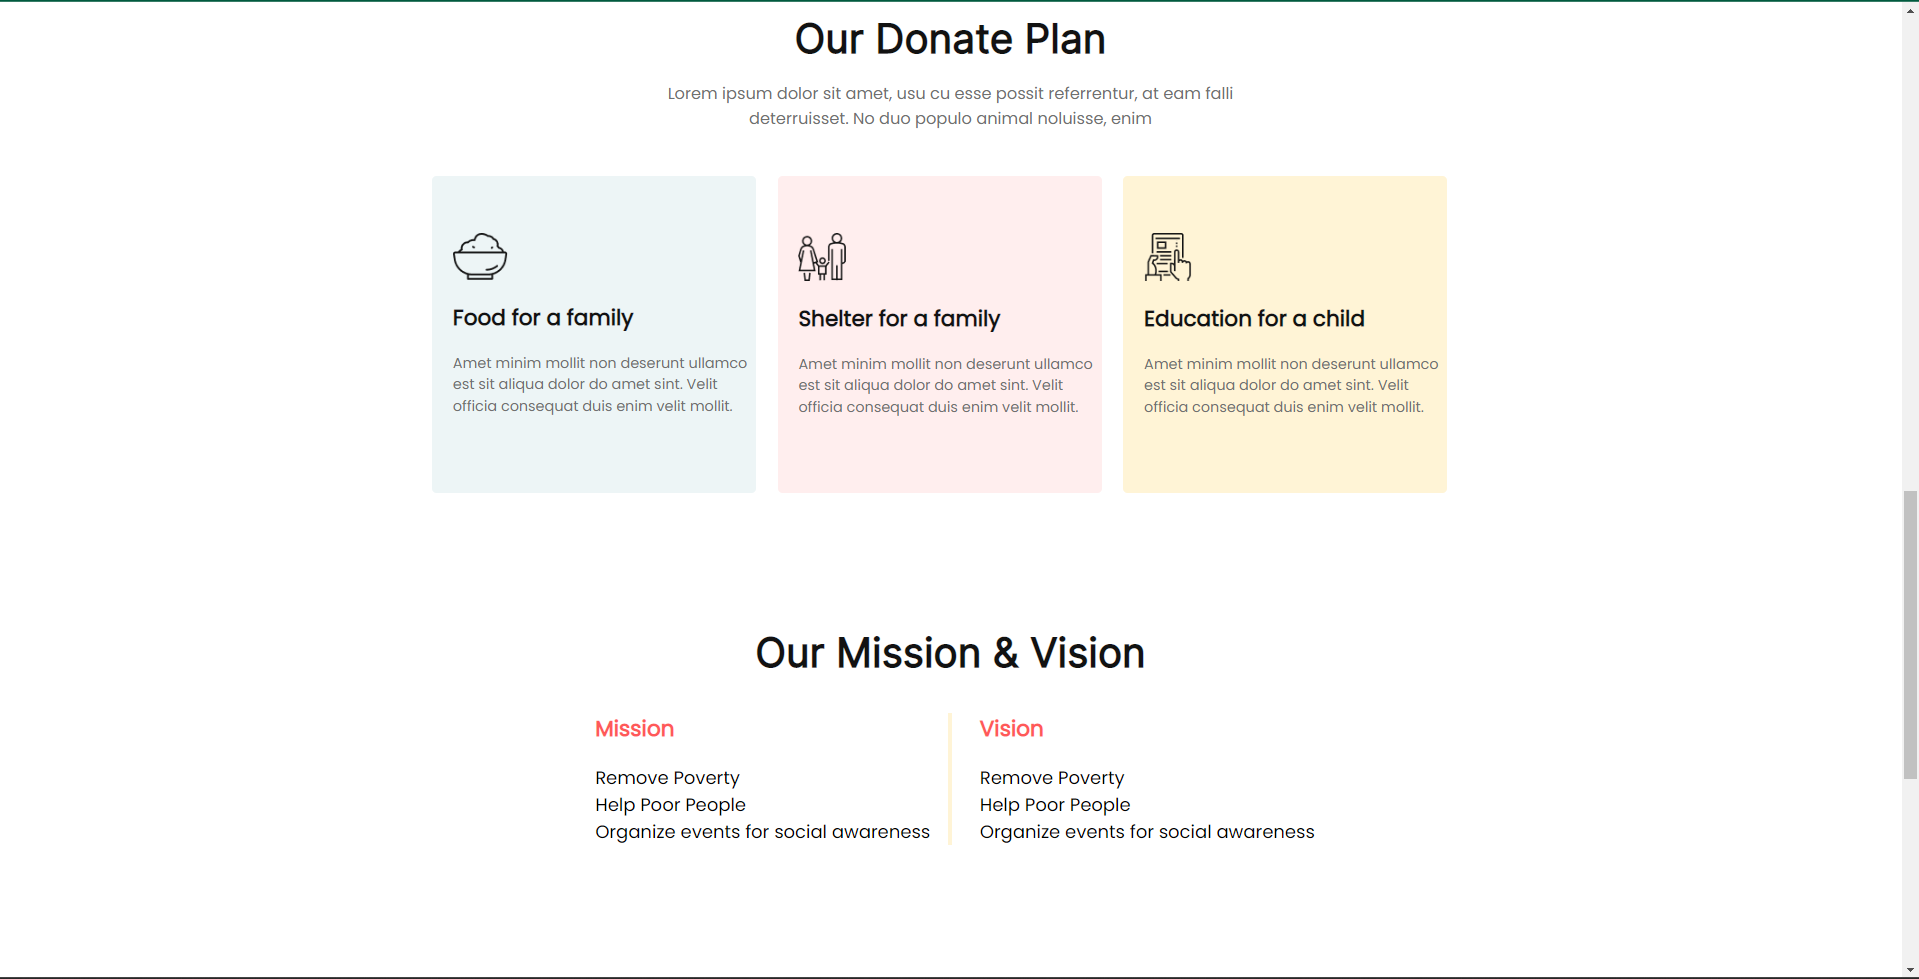 Our Donate Plan
Lorem ipsum dolor sit amet, usu cu esse possit referrentur, at eam falli
deterruisset. No duo populo animal noluisse, enim
Food for a family
Amet minim mollit non deserunt ullamco
est sit aliqua dolor do amet sint. Velit
officia consequat duis enim velit mollit.
Shelter for a family
Amet minim mollit non deserunt ullamco
est sit aliqua dolor do amet sint. Velit
officia consequat duis enim velit mollit.
Education for a child
Amet minim mollit non deserunt ullamco
est sit aliqua dolor do amet sint. Velit
officia consequat duis enim velit mollit.
Our Mission & Vision
Mission
Remove Poverty
Help Poor People
Organize events for social awareness
Vision
Remove Poverty
Help Poor People
Organize events for social awareness